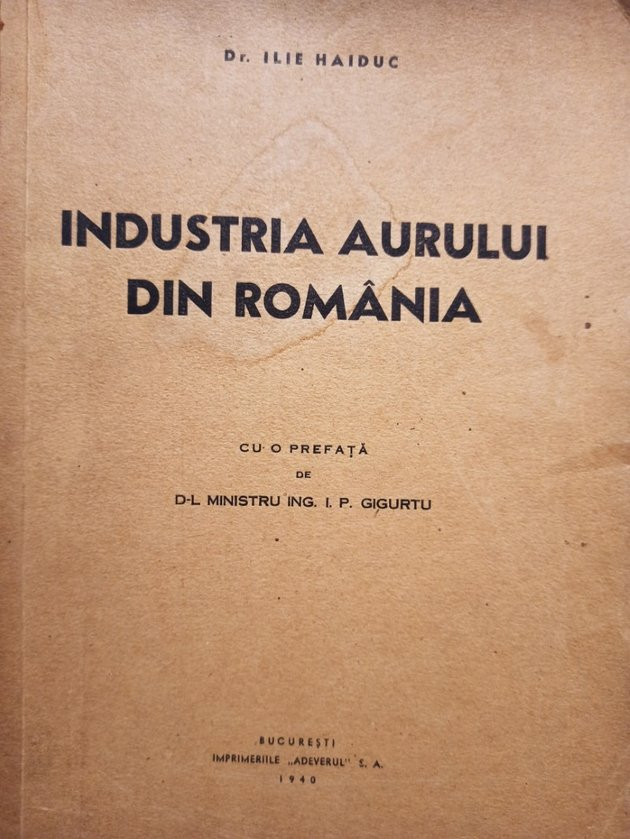 Dr. ILIE HAIDUC
INDUSTRIA AURULUI
DIN ROMÂNIA
CU O PREFAȚĂ
DE
D-L MINISTRU ING. I. P. GIGURTU
BUCUREȘTI
IMPRIMERIILE „ADEVERUL" S. A.
1940